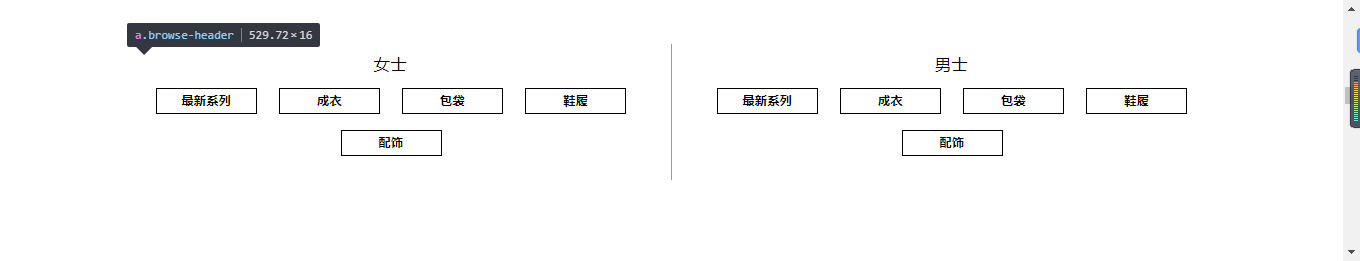 a.browse-header 529.72×16
女士
最新系列 成衣 包袋 鞋履
配饰
男士
最新系列 成衣 包袋 鞋履
配饰